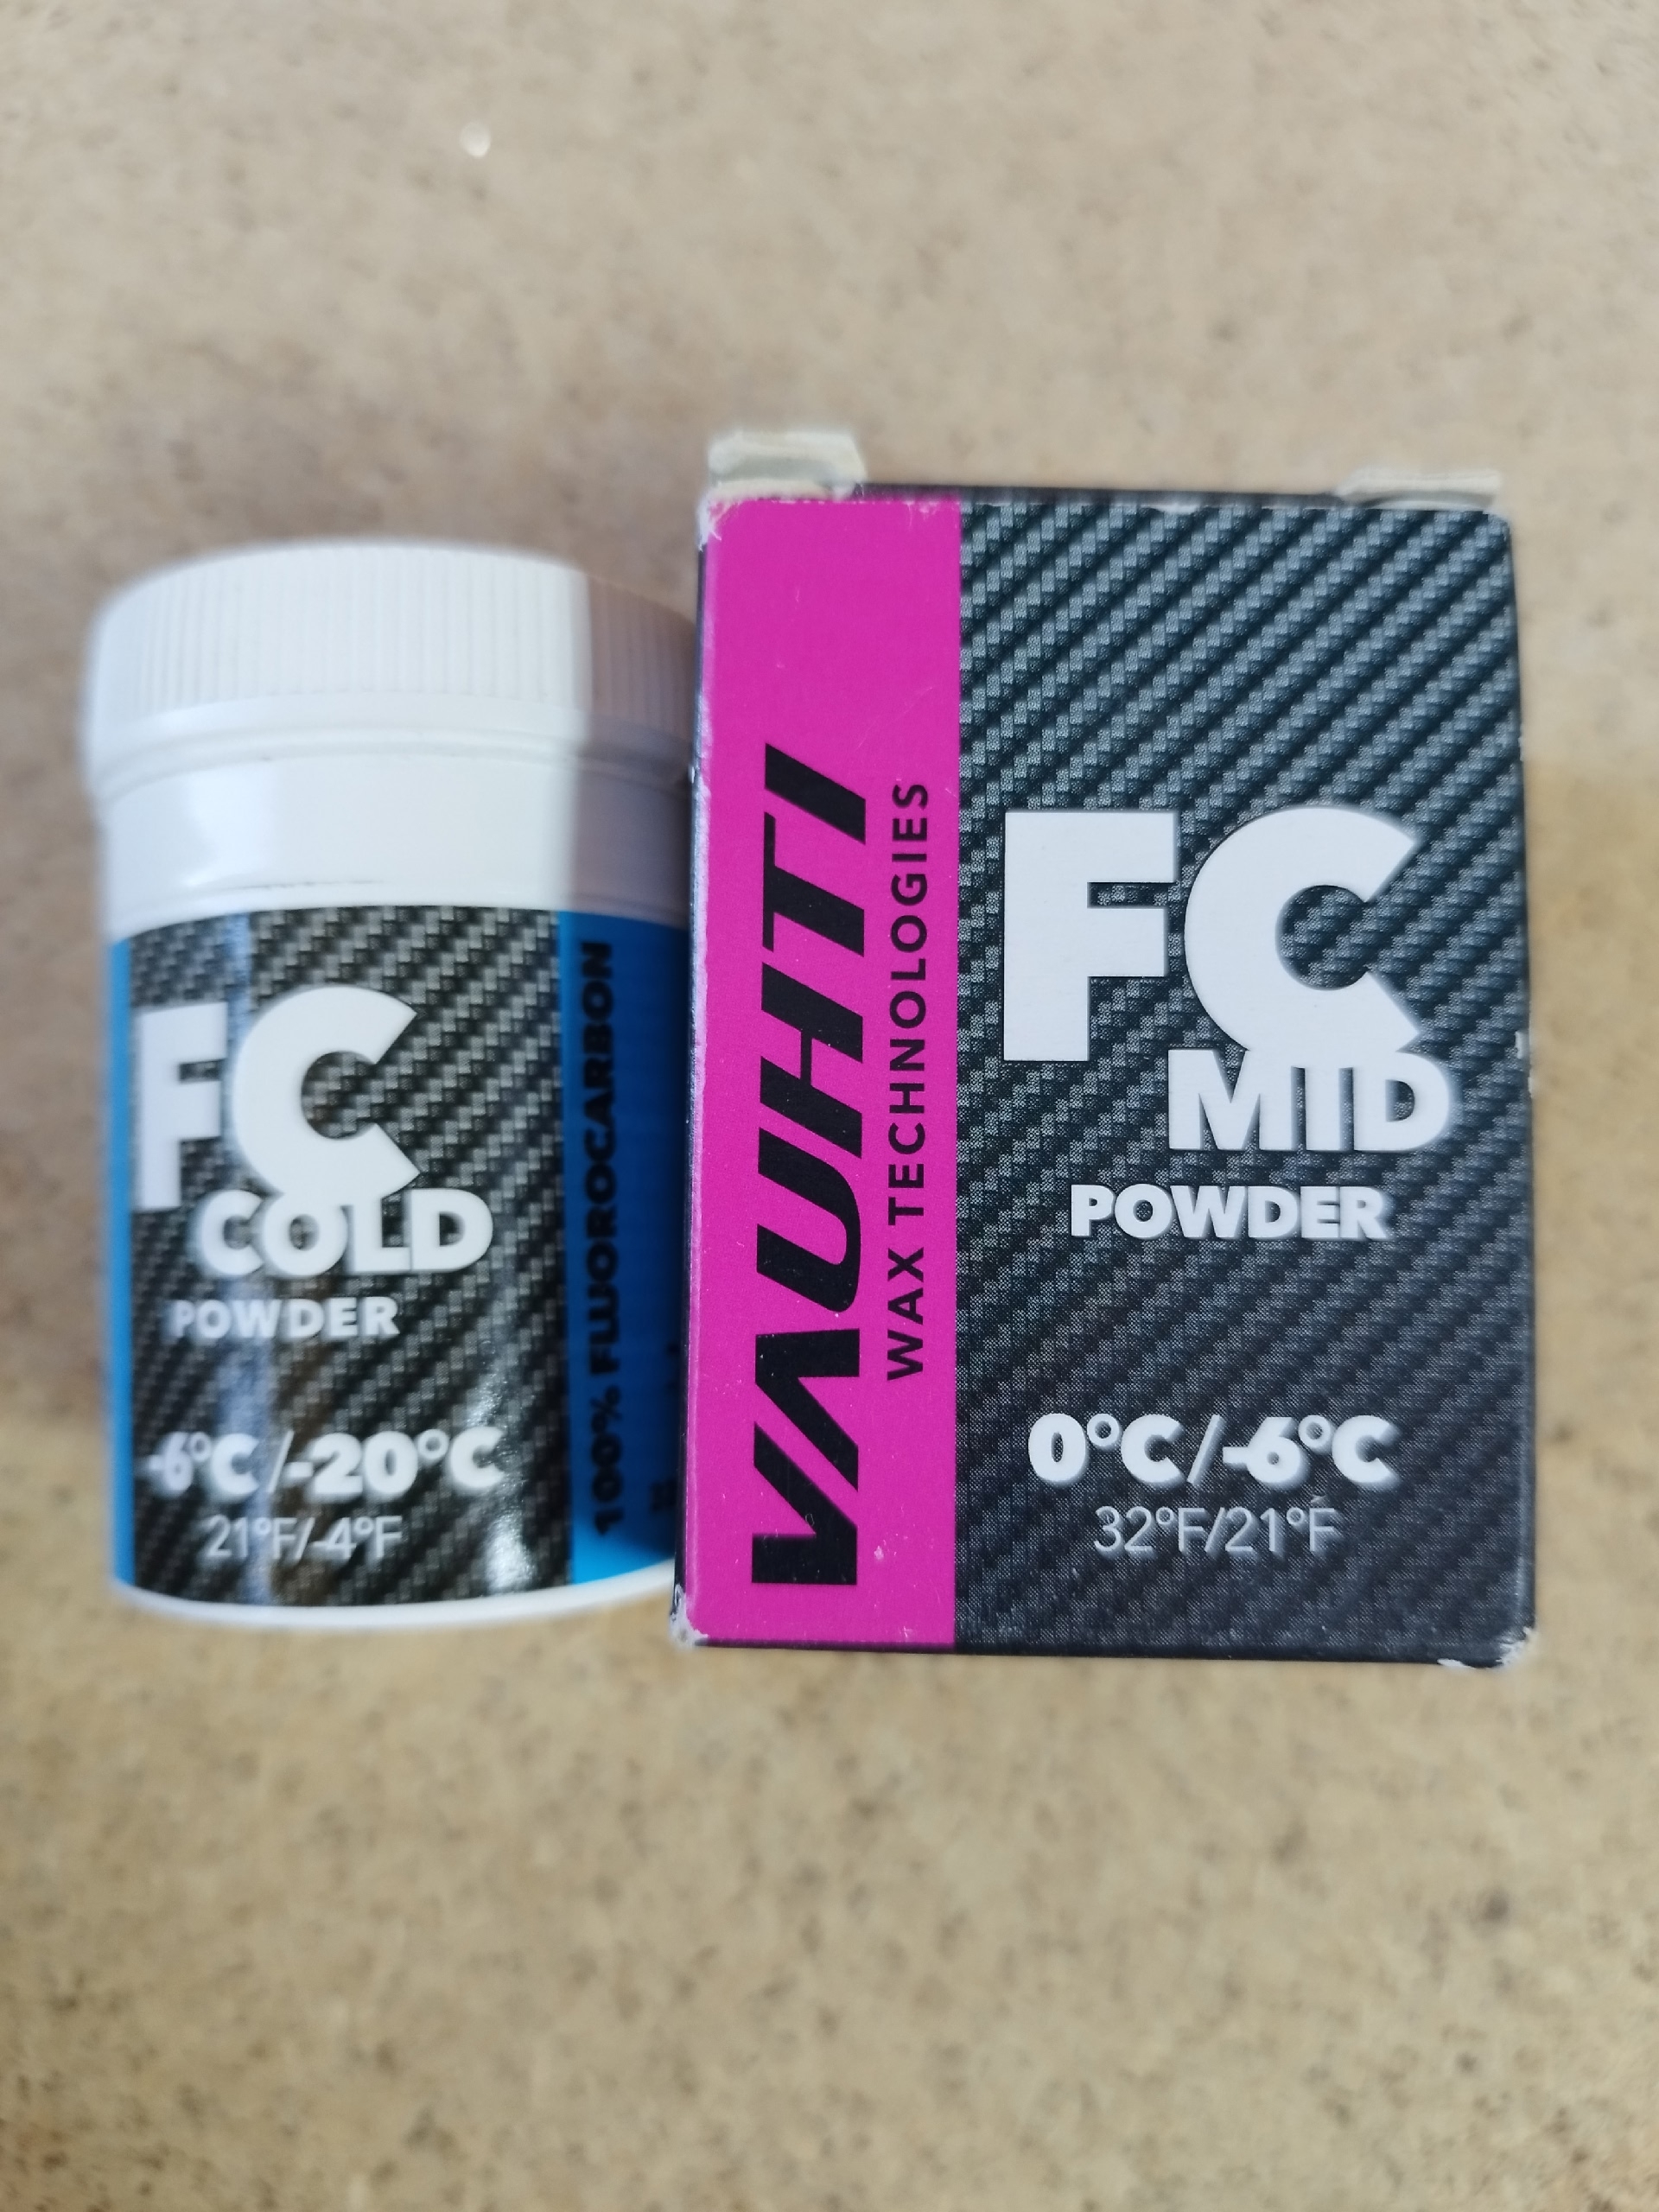 FC
COLD
POWDER
-6°C/-20°C
21°F/-4°F
100% FLUOROCARBON
VAUHTI
WAX TECHNOLOGIES
FC
MID
POWDER
0°C/-6°C
32°F/21°F